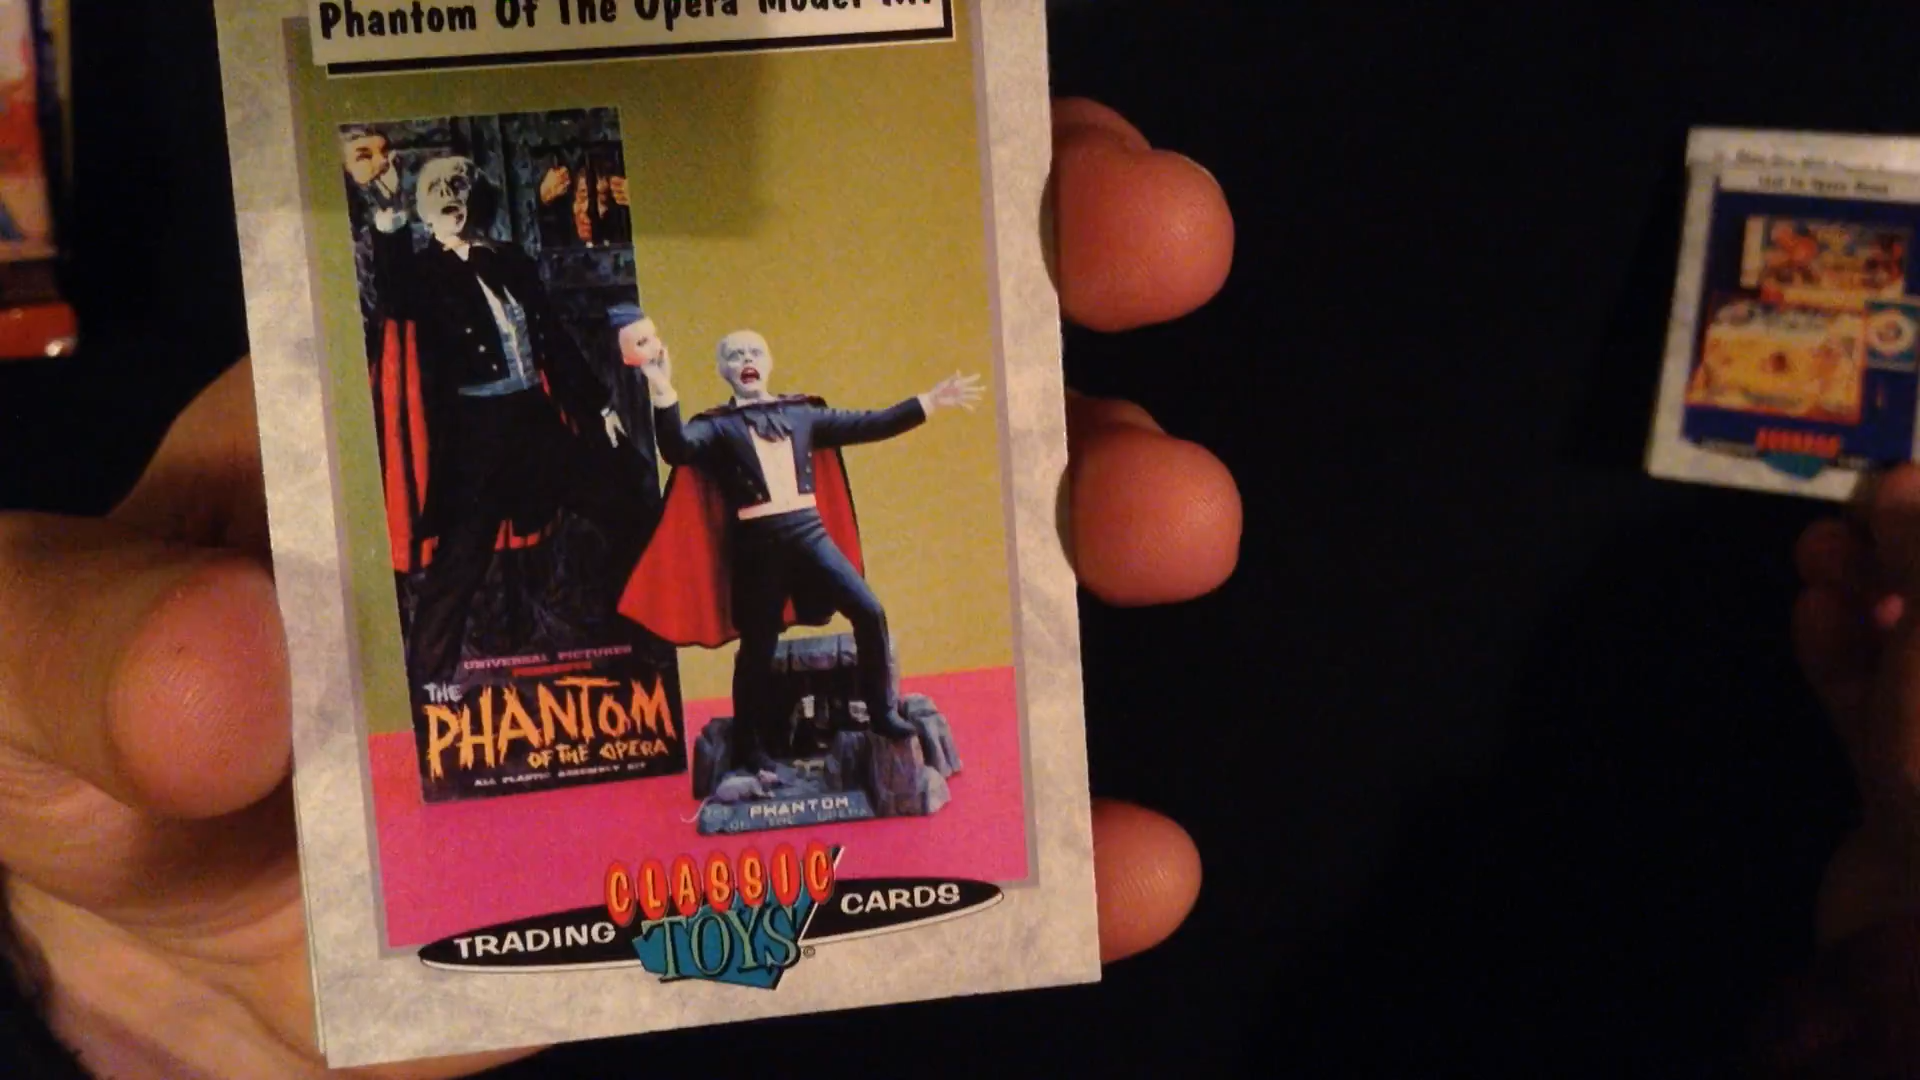 Phantom Of The Opera Model Kit
UNIVERSAL PICTURES
PRESENTS
THE
PHANTOM
OF THE OPERA
ALL PLASTIC ASSEMBLY KIT
THE PHANTOM
OF THE OPERA
CLASSIC
TRADING TOYS CARDS
©